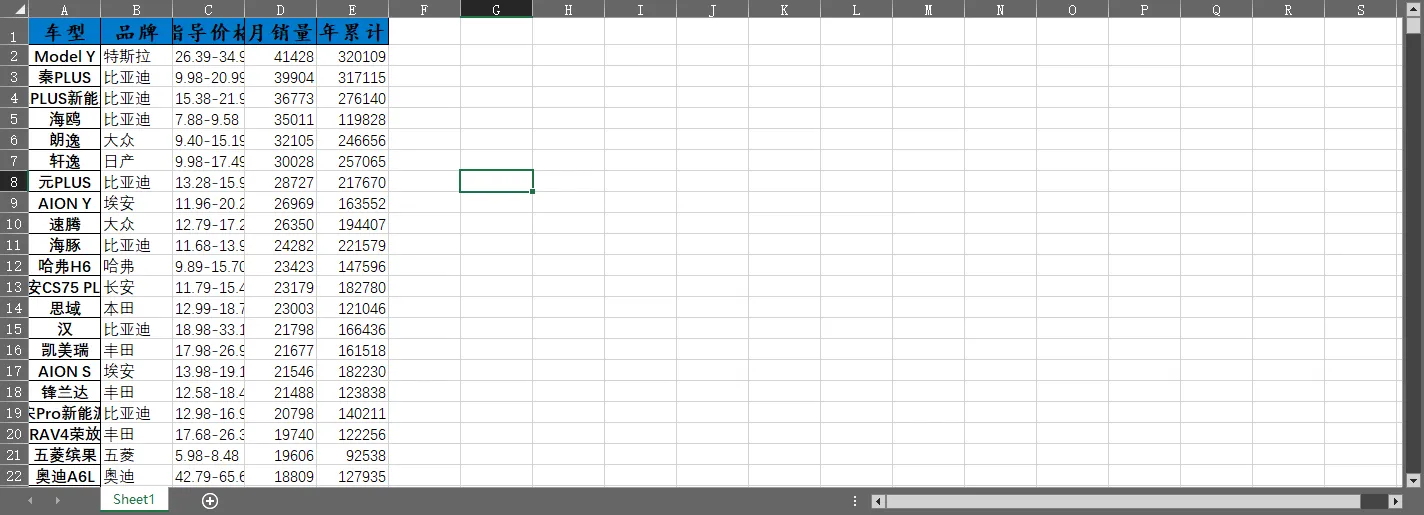 A B C D E F G H I J K L M N O P Q R S
1 车型 品牌 指导价格 月销量 年累计
2 Model Y 特斯拉 26.39-34.9 41428 320109
3 秦PLUS 比亚迪 9.98-20.99 39904 317115
4 PLUS新能 比亚迪 15.38-21.9 36773 276140
5 海鸥 比亚迪 7.88-9.58 35011 119828
6 朗逸 大众 9.40-15.19 32105 246656
7 轩逸 日产 9.98-17.49 30028 257065
8 元PLUS 比亚迪 13.28-15.9 28727 217670
9 AION Y 埃安 11.96-20.2 26969 163552
10 速腾 大众 12.79-17.2 26350 194407
11 海豚 比亚迪 11.68-13.9 24282 221579
12 哈弗H6 哈弗 9.89-15.70 23423 147596
13 安CS75 PL 长安 11.79-15.4 23179 182780
14 思域 本田 12.99-18.7 23003 121046
15 汉 比亚迪 18.98-33.1 21798 166436
16 凯美瑞 丰田 17.98-26.9 21677 161518
17 AION S 埃安 13.98-19.1 21546 182230
18 锋兰达 丰田 12.58-18.4 21488 123838
19 Pro新能 比亚迪 12.98-16.9 20798 140211
20 RAV4荣放 丰田 17.68-26.3 19740 122256
21 五菱缤果 五菱 5.98-8.48 19606 92538
22 奥迪A6L 奥迪 42.79-65.6 18809 127935
Sheet1